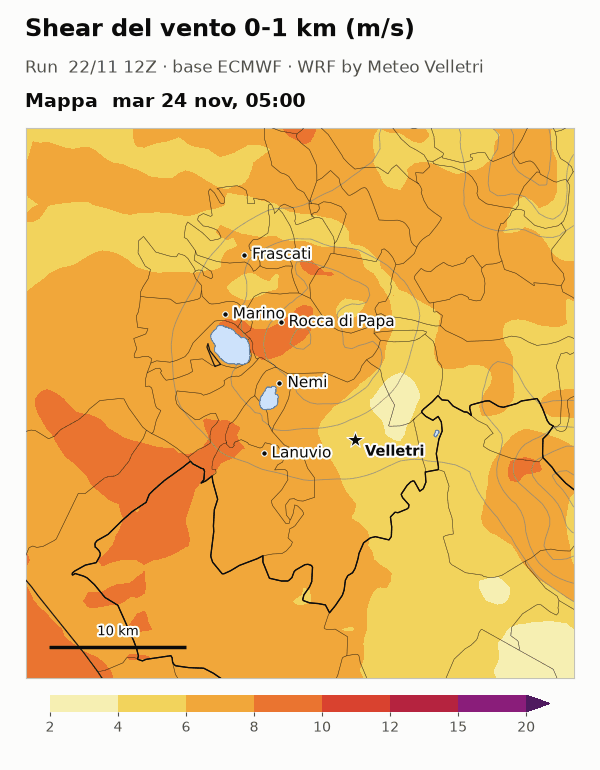 Shear del vento 0-1 km (m/s)
Run  22/11 12Z · base ECMWF · WRF by Meteo Velletri
Mappa  mar 24 nov, 05:00
Frascati
Marino
Rocca di Papa
Nemi
Velletri
Lanuvio
10 km
2 4 6 8 10 12 15 20